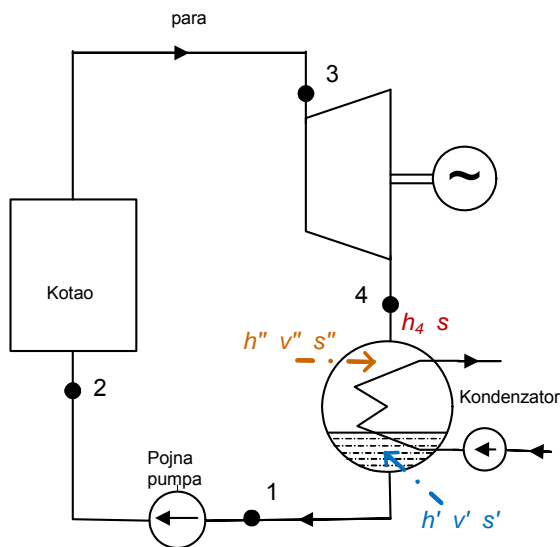 para
3
Kotao
~
4
h₄ s
h" v" s"
Kondenzator
2
Pojna
pumpa
1
h' v' s'